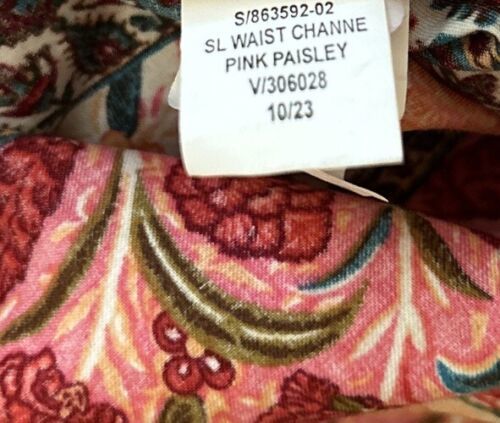 S/863592-02
SL WAIST CHANNE
PINK PAISLEY
V/306028
10/23